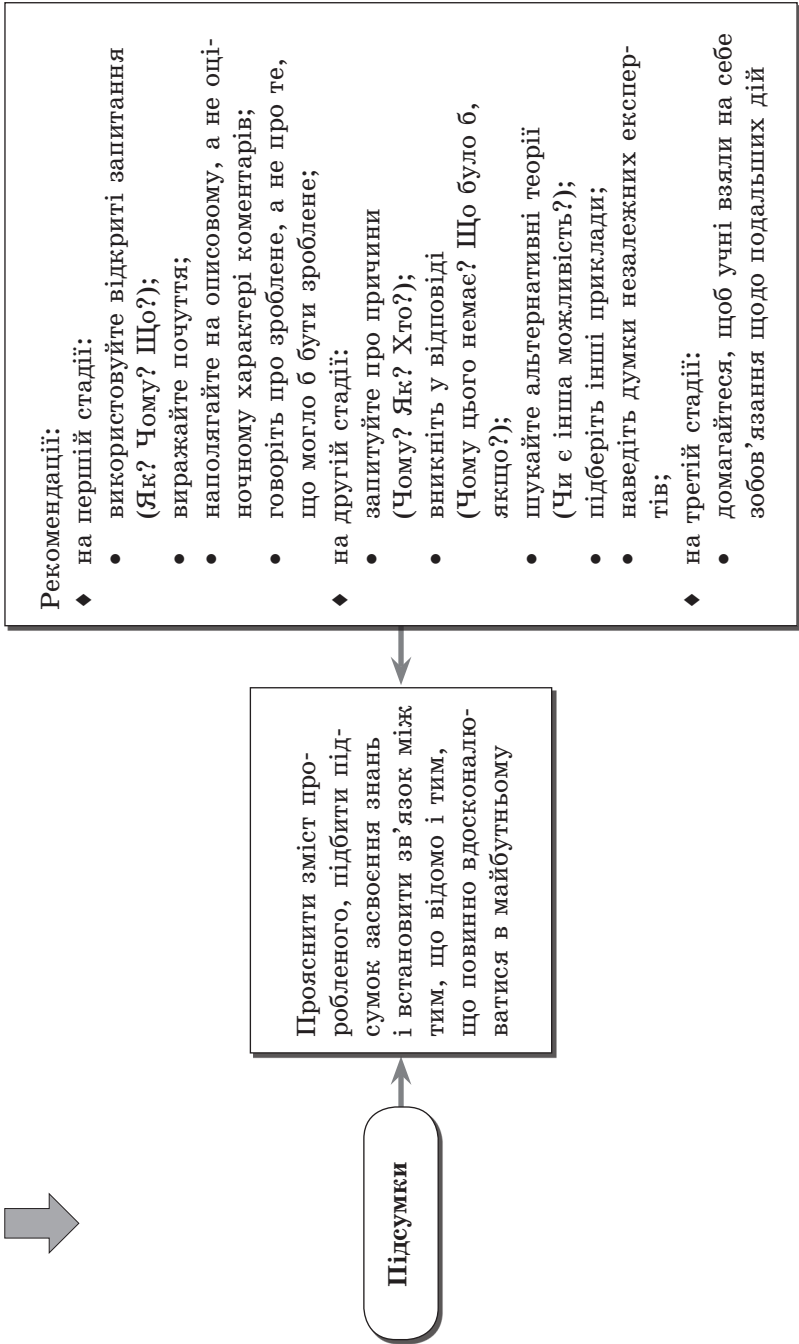 Підсумки
Прояснити зміст про-
робленого, підбити під-
сумок засвоєння знань
і встановити зв’язок між
тим, що відомо і тим,
що повинно вдосконалю-
ватися в майбутньому
Рекомендації:
♦ на першій стадії:
• використовуйте відкриті запитання
(Як? Чому? Що?);
• виражайте почуття;
• наполягайте на описовому, а не оці-
ночному характері коментарів;
• говоріть про зроблене, а не про те,
що могло б бути зроблене;
♦ на другій стадії:
• запитуйте про причини
(Чому? Як? Хто?);
• вникніть у відповіді
(Чому цього немає? Що було б,
якщо?);
• шукайте альтернативні теорії
(Чи є інша можливість?);
• підберіть інші приклади;
• наведіть думки незалежних експер-
тів;
♦ на третій стадії:
• домагайтеся, щоб учні взяли на себе
зобов’язання щодо подальших дій